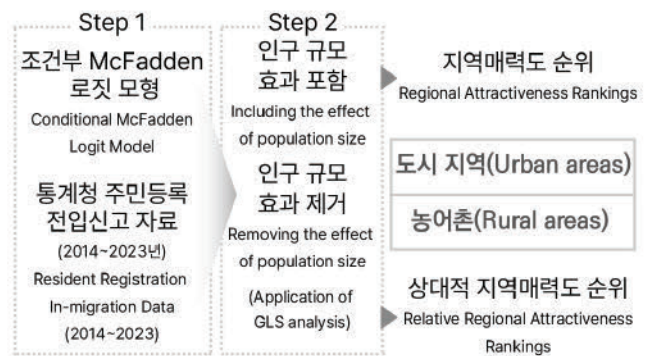 Step 1
조건부 McFadden
로짓 모형
Conditional McFadden
Logit Model
통계청 주민등록
전입신고 자료
(2014~2023년)
Resident Registration
In-migration Data
(2014~2023)
Step 2
인구 규모
효과 포함
Including the effect
of population size
인구 규모
효과 제거
Removing the effect
of population size
(Application of
GLS analysis)
지역매력도 순위
Regional Attractiveness Rankings
도시 지역(Urban areas)
농어촌(Rural areas)
상대적 지역매력도 순위
Relative Regional Attractiveness
Rankings